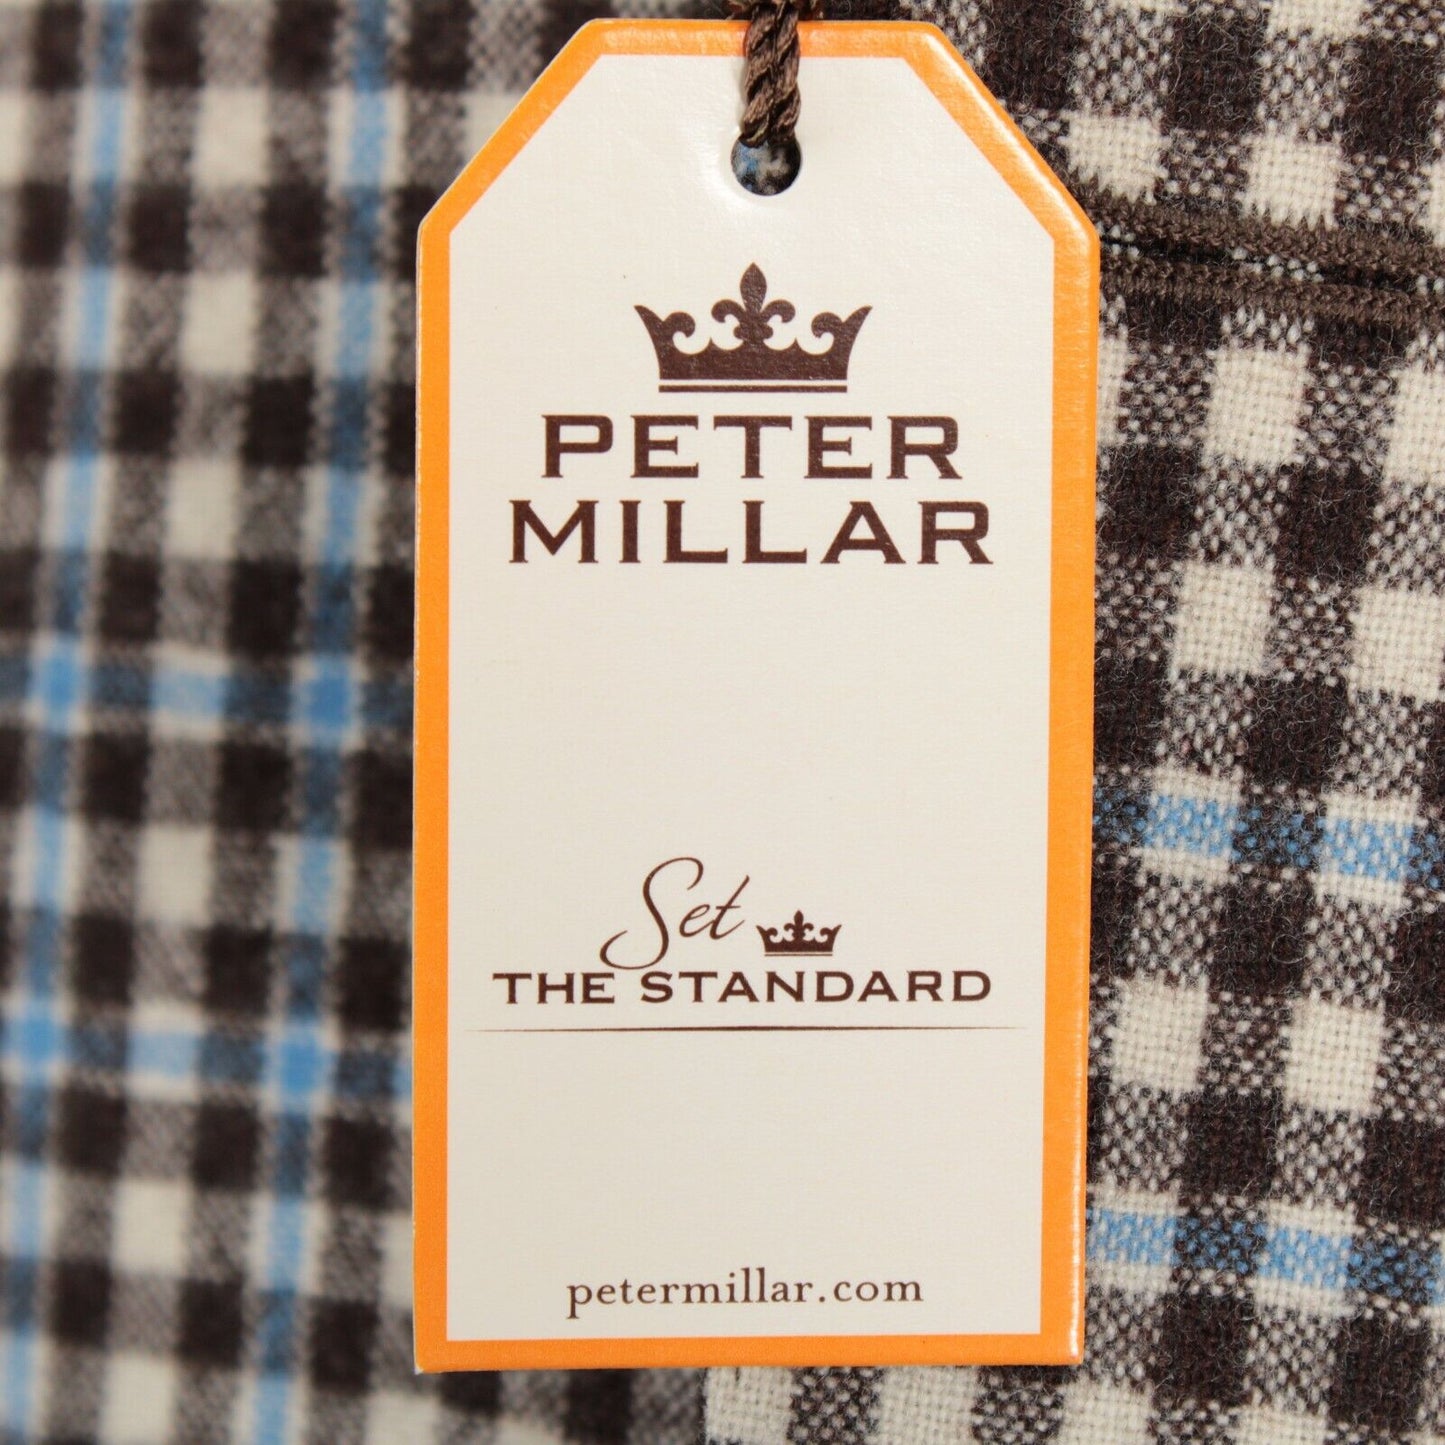 PETER
MILLAR
Set
THE STANDARD
petermillar.com